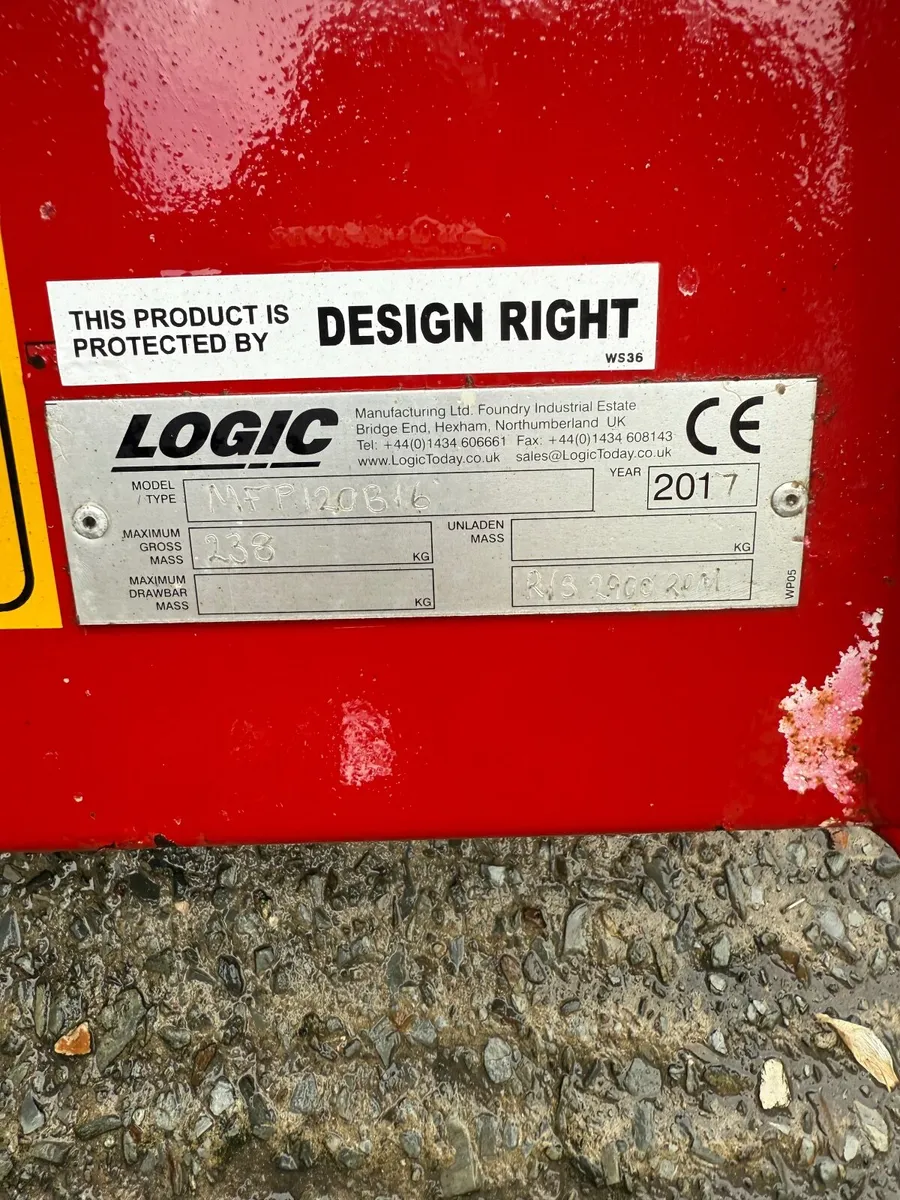 THIS PRODUCT IS
PROTECTED BY
DESIGN RIGHT
WS36
LOGIC
Manufacturing Ltd. Foundry Industrial Estate
Bridge End, Hexham, Northumberland UK
Tel: +44(0)1434 606661 Fax: +44(0)1434 608143
www.LogicToday.co.uk sales@LogicToday.co.uk
CE
MODEL
/ TYPE
MFP120B16
YEAR
2017
MAXIMUM
GROSS
MASS
238
KG
UNLADEN
MASS
KG
MAXIMUM
DRAWBAR
MASS
KG
WP05